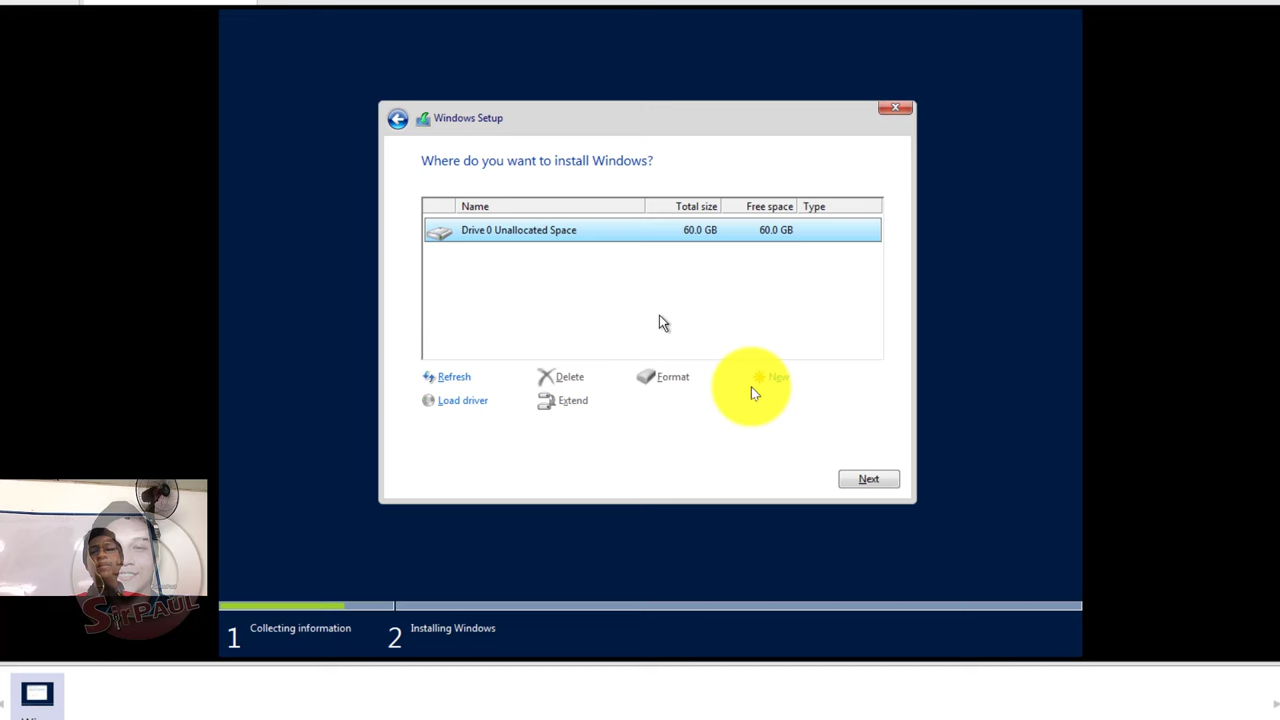 Windows Setup
Where do you want to install Windows?
Name Total size Free space Type
Drive 0 Unallocated Space 60.0 GB 60.0 GB
Refresh Delete Format New
Load driver Extend
Next
SirPAUL
1 Collecting information 2 Installing Windows